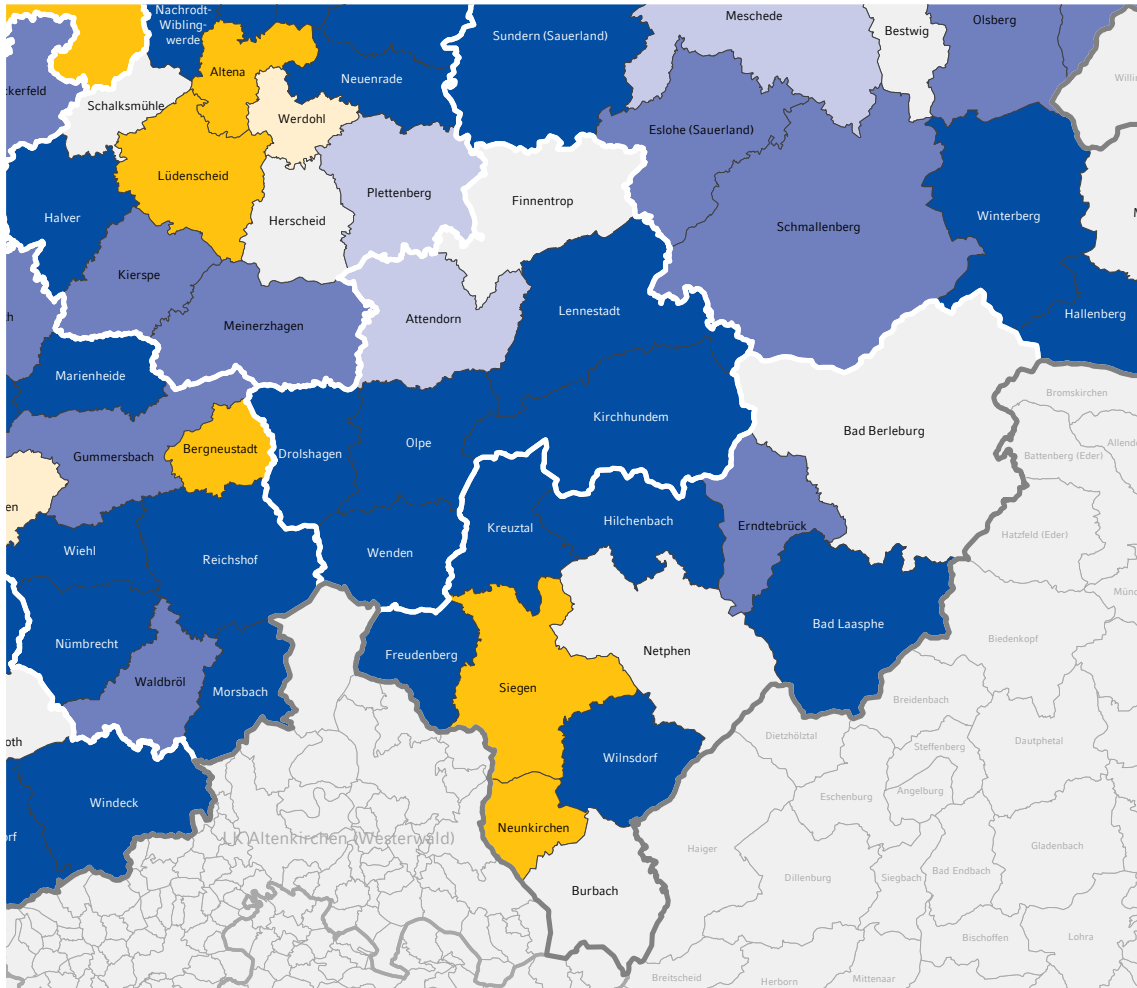 Nachrodt-
Wibling-
werde
Sundern (Sauerland)
Meschede
Bestwig
Olsberg
Altena
Neuenrade
ckerfeld
Schalksmühle
Werdohl
Eslohe (Sauerland)
Lüdenscheid
Plettenberg
Finnentrop
Halver
Herscheid
Schmallenberg
Winterberg
Kierspe
Meinerzhagen
Attendorn
Lennestadt
Hallenberg
Marienheide
Bromskirchen
Kirchhundem
Bad Berleburg
Gummersbach
Bergneustadt
Drolshagen
Olpe
Battenberg (Eder)
en
Kreuztal
Hilchenbach
Erndtebrück
Hatzfeld (Eder)
Wiehl
Reichshof
Wenden
Nümbrecht
Freudenberg
Netphen
Bad Laasphe
Biedenkopf
Waldbröl
Morsbach
Siegen
Breidenbach
oth
Dietzhölztal
Steffenberg
Dautphetal
Wilnsdorf
Windeck
Eschenburg
Angelburg
orf
LK Altenkirchen (Westerwald)
Neunkirchen
Haiger
Gladenbach
Dillenburg
Siegbach
Bad Endbach
Burbach
Bischoffen
Lohra
Breitscheid
Herborn
Mittenaar